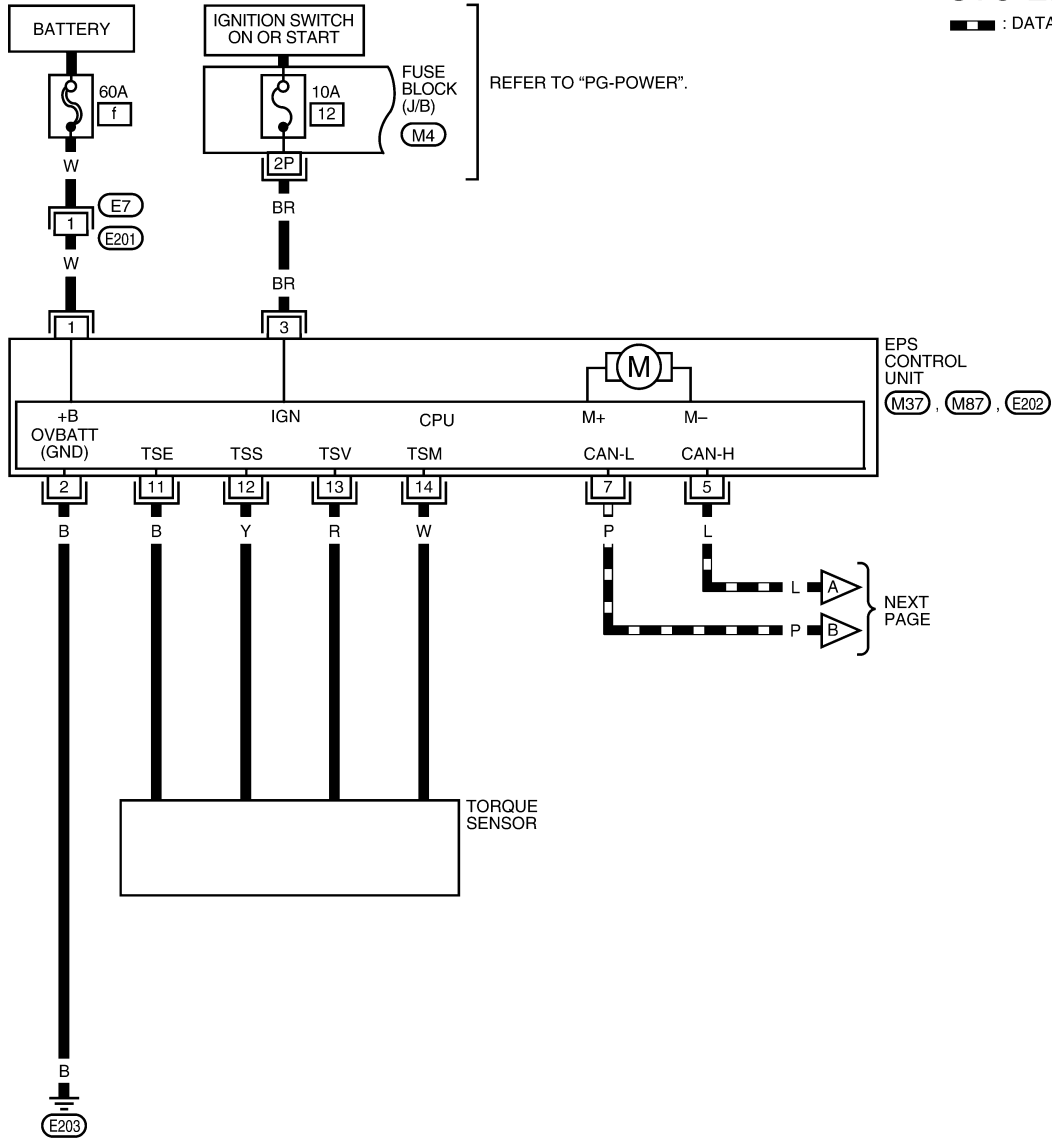 : DATA
BATTERY
IGNITION SWITCH
ON OR START
60A
f
10A
12
FUSE
BLOCK
(J/B)
M4
REFER TO “PG-POWER”.
2P
W
BR
E7
1
E201
W
BR
1
3
EPS
CONTROL
UNIT
M37 , M87 , E202
M
+B
IGN
CPU
M+
M–
OVBATT
(GND)
TSE
TSS
TSV
TSM
CAN-L
CAN-H
2
11
12
13
14
7
5
B
B
Y
R
W
P
L
L
A
P
B
NEXT
PAGE
TORQUE
SENSOR
B
E203